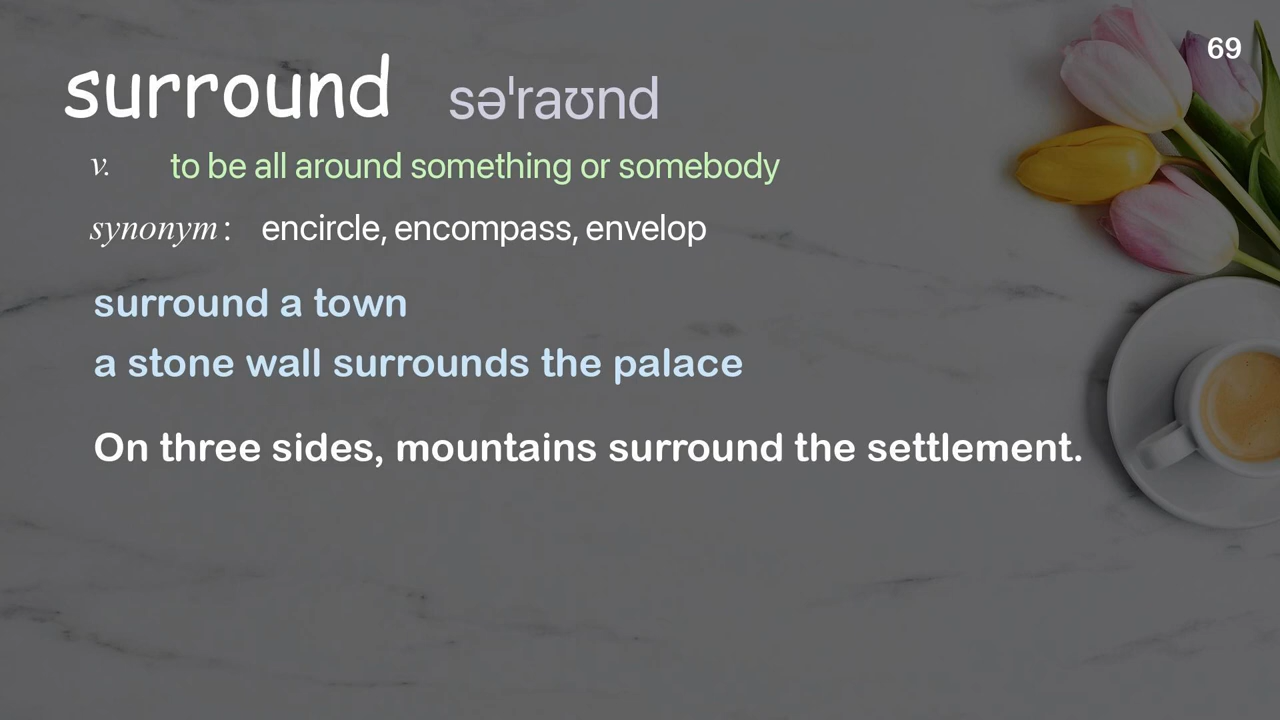 69
surround səˈraʊnd
v. to be all around something or somebody
synonym: encircle, encompass, envelop
surround a town
a stone wall surrounds the palace
On three sides, mountains surround the settlement.